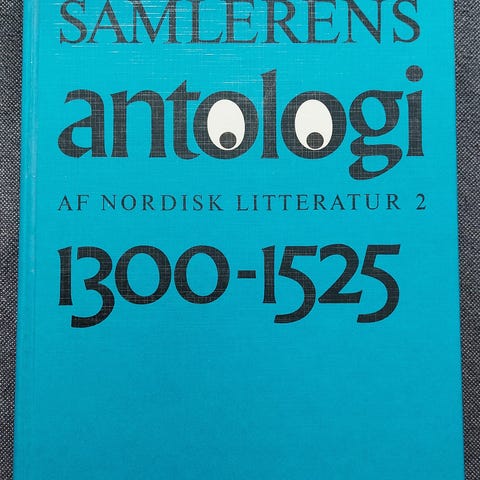 SAMLERENS
antologi
AF NORDISK LITTERATUR 2
1300-1525